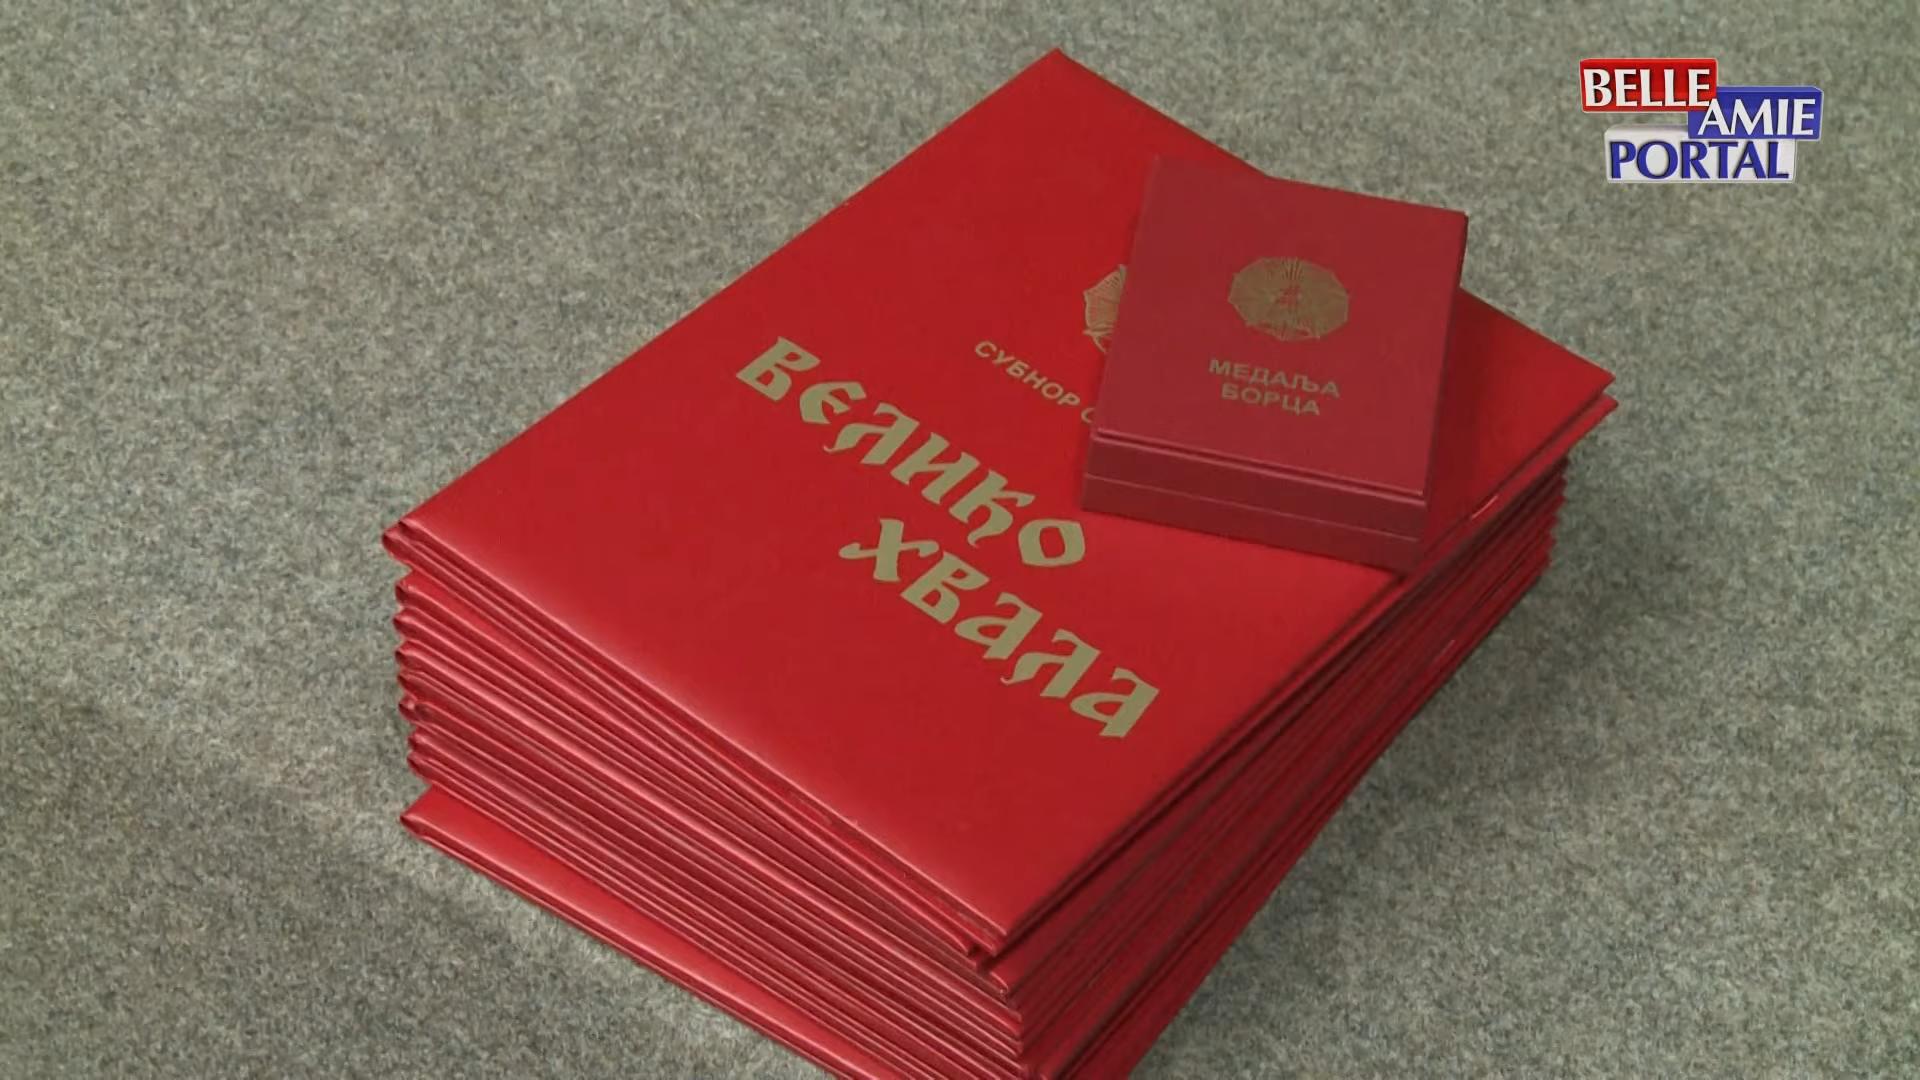 BELLE
AMIE
PORTAL
СУБНОР
ВЕЛИКО
ХВАЛА
МЕДАЉА
БОРЦА